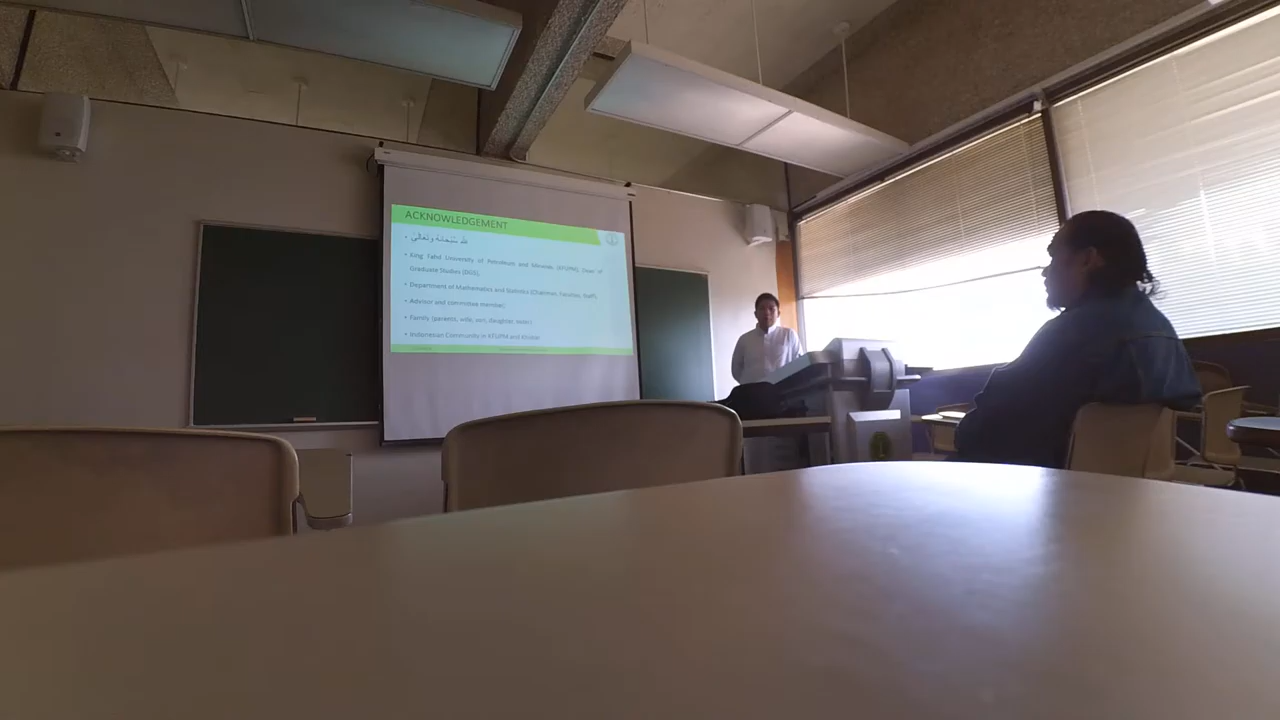 ACKNOWLEDGEMENT
• الله سُبْحَانَهُ وَتَعَالَىٰ
• King Fahd University of Petroleum and Minerals (KFUPM), Dean of
Graduate Studies (DGS),
• Department of Mathematics and Statistics (Chairman, Faculties, Staff),
• Advisor and committee member,
• Family (parents, wife, son, daughter, sister)
• Indonesian Community in KFUPM and Khobar